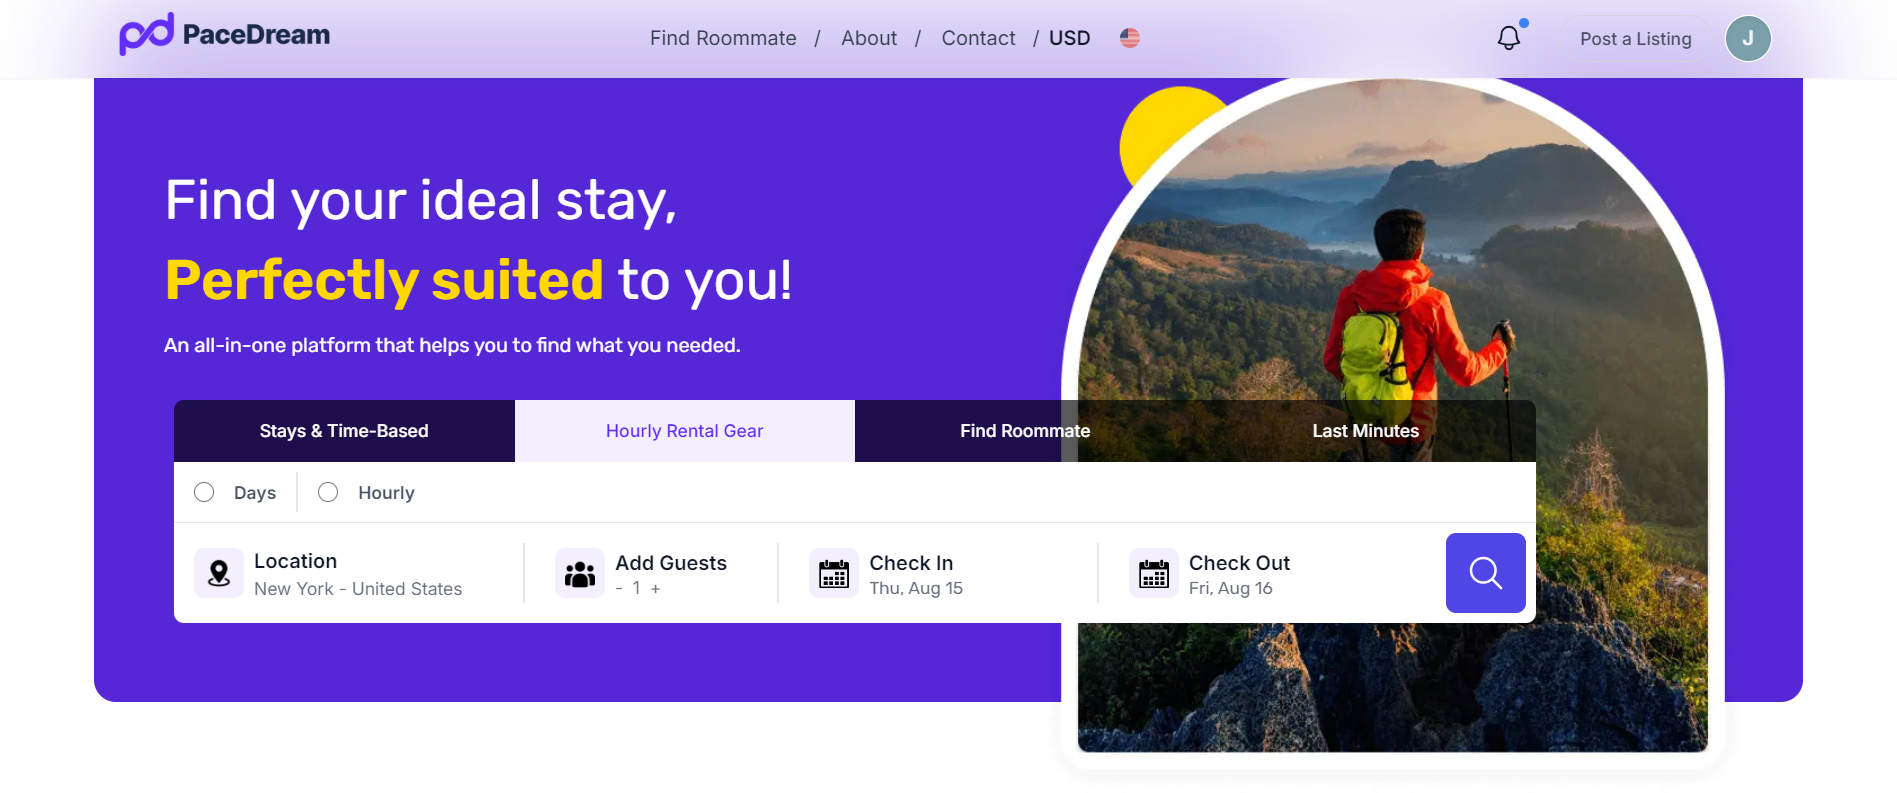 PaceDream
Find Roommate / About / Contact / USD
Post a Listing
J
Find your ideal stay,
Perfectly suited to you!
An all-in-one platform that helps you to find what you needed.
Stays & Time-Based
Hourly Rental Gear
Find Roommate
Last Minutes
Days
Hourly
Location
New York - United States
Add Guests
- 1 +
Check In
Thu, Aug 15
Check Out
Fri, Aug 16